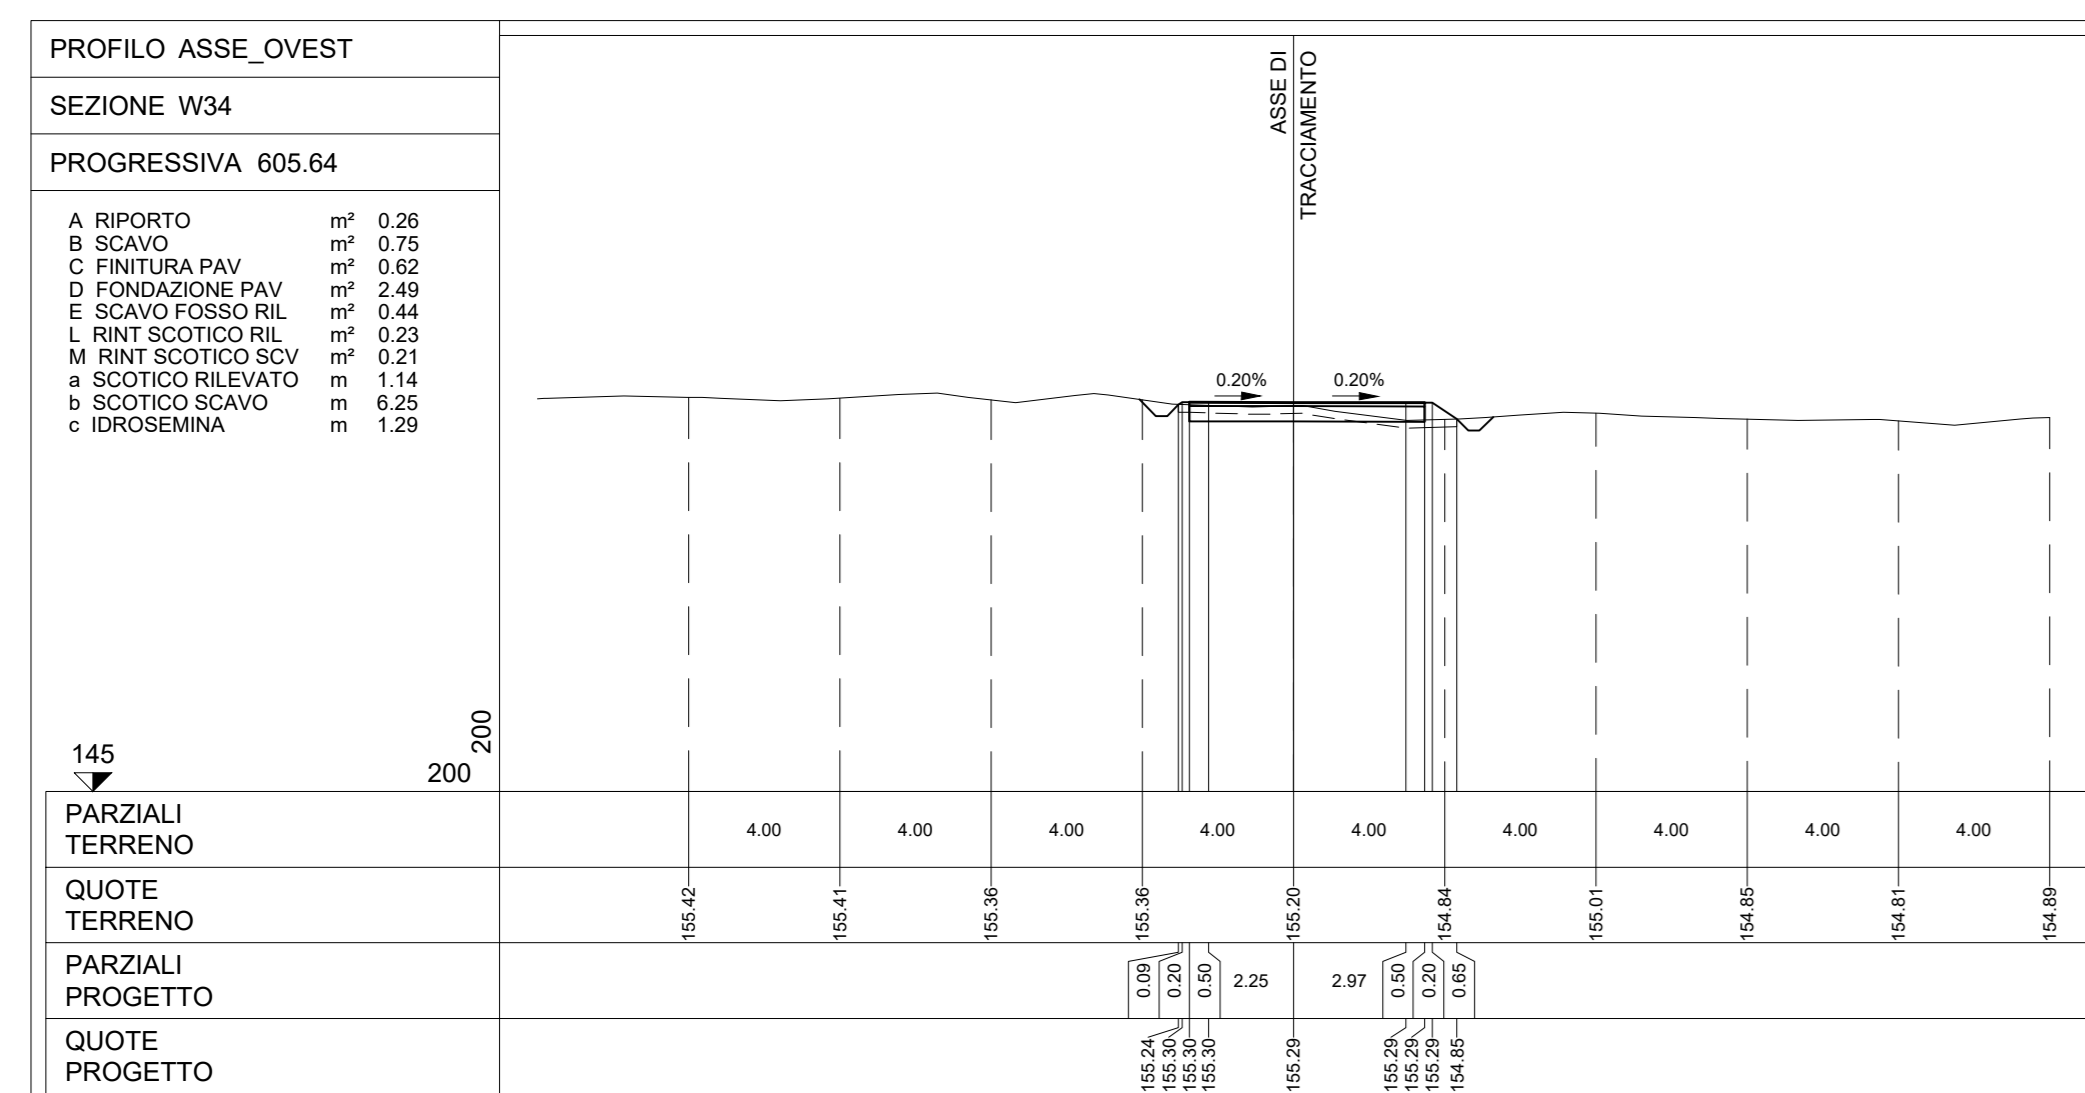 PROFILO ASSE_OVEST
SEZIONE W34
PROGRESSIVA 605.64
A RIPORTO m² 0.26
B SCAVO m² 0.75
C FINITURA PAV m² 0.62
D FONDAZIONE PAV m² 2.49
E SCAVO FOSSO RIL m² 0.44
L RINT SCOTICO RIL m² 0.23
M RINT SCOTICO SCV m² 0.21
a SCOTICO RILEVATO m 1.14
b SCOTICO SCAVO m 6.25
c IDROSEMINA m 1.29
ASSE DI
TRACCIAMENTO
0.20% 0.20%
145
200
200
PARZIALI
TERRENO
4.00 4.00 4.00 4.00 4.00 4.00 4.00 4.00 4.00
QUOTE
TERRENO
155.42 155.41 155.36 155.36 155.20 154.84 155.01 154.85 154.81 154.89
PARZIALI
PROGETTO
0.09 0.20 0.50 2.25 2.97 0.50 0.20 0.65
QUOTE
PROGETTO
155.24 155.30 155.30 155.30 155.29 155.29 155.29 155.29 154.85